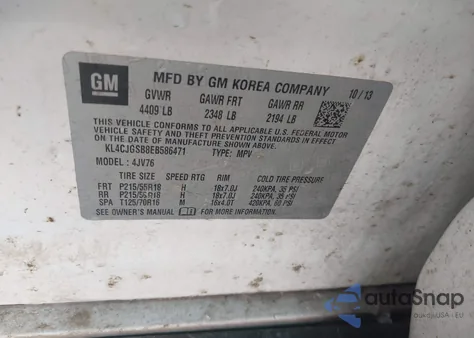 GM
MFD BY GM KOREA COMPANY 10/13
GVWR GAWR FRT GAWR RR
4409 LB 2348 LB 2194 LB
THIS VEHICLE CONFORMS TO ALL APPLICABLE U.S. FEDERAL MOTOR
VEHICLE SAFETY, BUMPER, AND THEFT PREVENTION STANDARDS IN EFFECT
ON THE DATE OF MANUFACTURE SHOWN ABOVE.
KL4CJGSB8EB586471 TYPE: MPV
MODEL: 4JV76
TIRE SIZE SPEED RTG RIM COLD TIRE PRESSURE
FRT P215/55R18 H 18x7.0J 240KPA, 35 PSI
RR P215/55R18 H 18x7.0J 240KPA, 35 PSI
SPA T125/70R16 16x4.0T 420KPA, 60 PSI
SEE OWNER'S MANUAL FOR MORE INFORMATION.
autoSnap